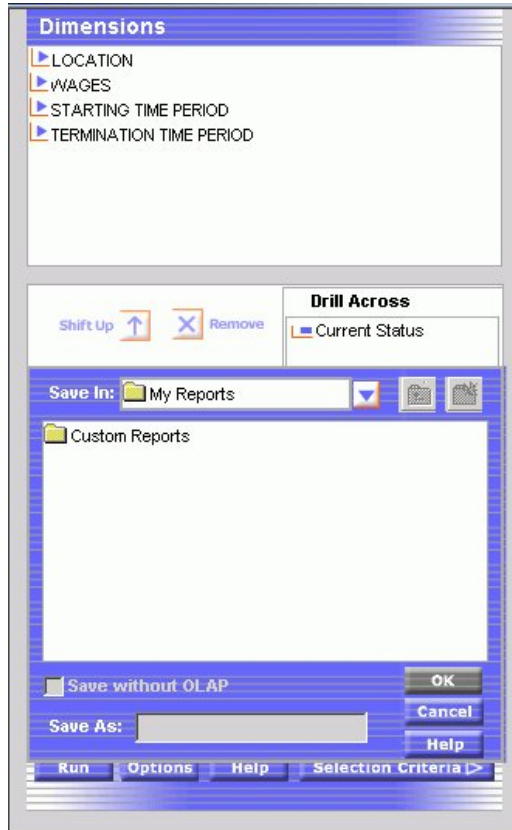 Dimensions
LOCATION
WAGES
STARTING TIME PERIOD
TERMINATION TIME PERIOD
Shift Up Remove
Drill Across
Current Status
Save In: My Reports
Custom Reports
Save without OLAP
OK
Cancel
Save As:
Help
Run Options Help Selection Criteria